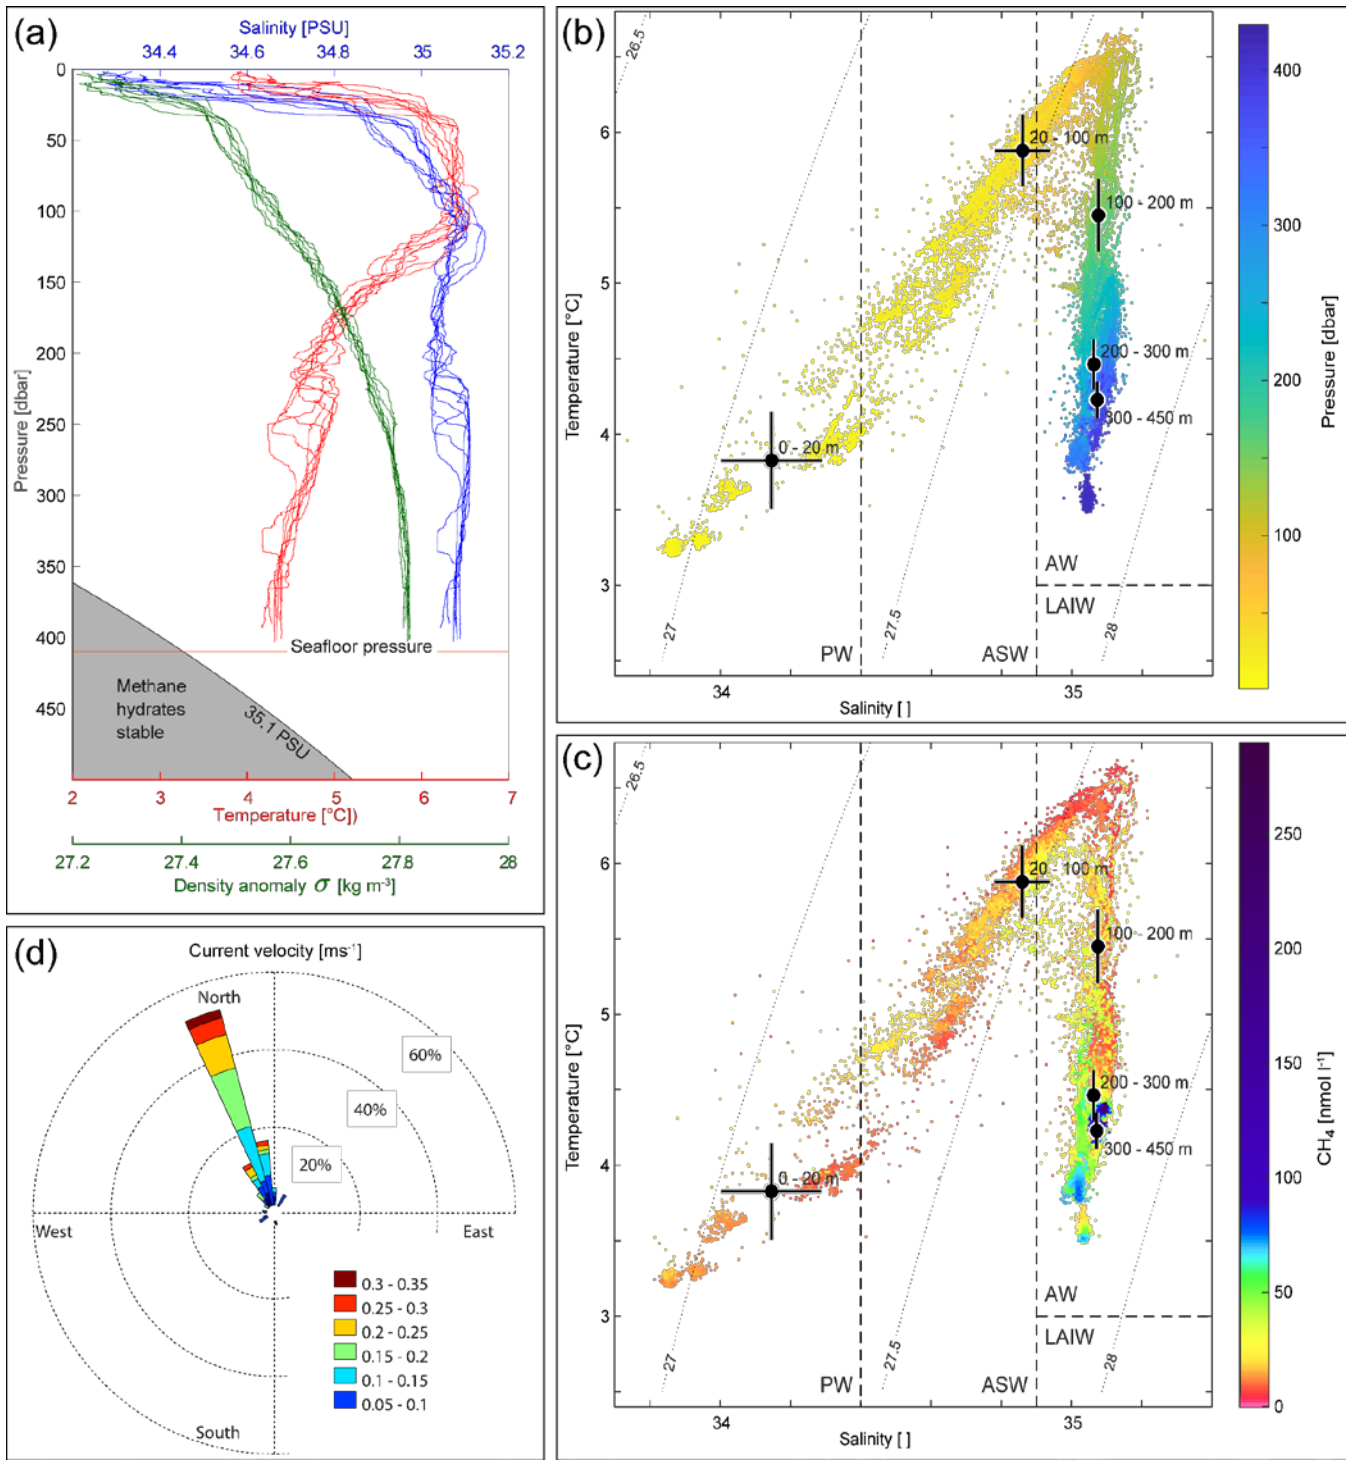 (a)
Salinity [PSU]
34.4 34.6 34.8 35 35.2
0
50
100
150
200
250
300
350
400
450
Pressure [dbar]
Seafloor pressure
Methane
hydrates
stable
35.1 PSU
2 3 4 5 6 7
Temperature [°C])
27.2 27.4 27.6 27.8 28
Density anomaly σ [kg m-3]
(b)
26.5
20 - 100 m
100 - 200 m
200 - 300 m
300 - 450 m
0 - 20 m
6
5
4
3
Temperature [°C]
AW
LAIW
27
27.5
28
PW
ASW
34 35
Salinity [ ]
400
300
200
100
Pressure [dbar]
(c)
26.5
20 - 100 m
100 - 200 m
200 - 300 m
300 - 450 m
0 - 20 m
6
5
4
3
Temperature [°C]
AW
LAIW
27
27.5
28
PW
ASW
34 35
Salinity [ ]
250
200
150
100
50
0
CH4 [nmol l-1]
(d)
Current velocity [ms-1]
North
60%
40%
20%
West
East
0.3 - 0.35
0.25 - 0.3
0.2 - 0.25
0.15 - 0.2
0.1 - 0.15
0.05 - 0.1
South